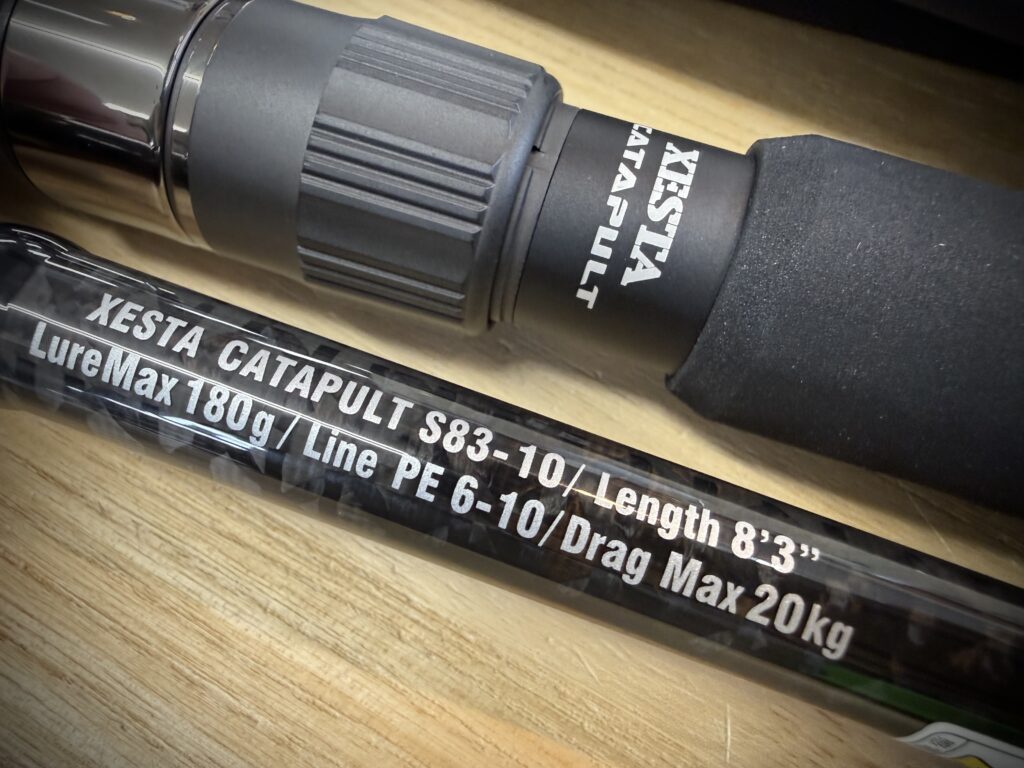 XESTA
CATAPULT
XESTA CATAPULT S83-10/Length 8’3”
LureMax 180g/Line PE 6-10/Drag Max 20kg